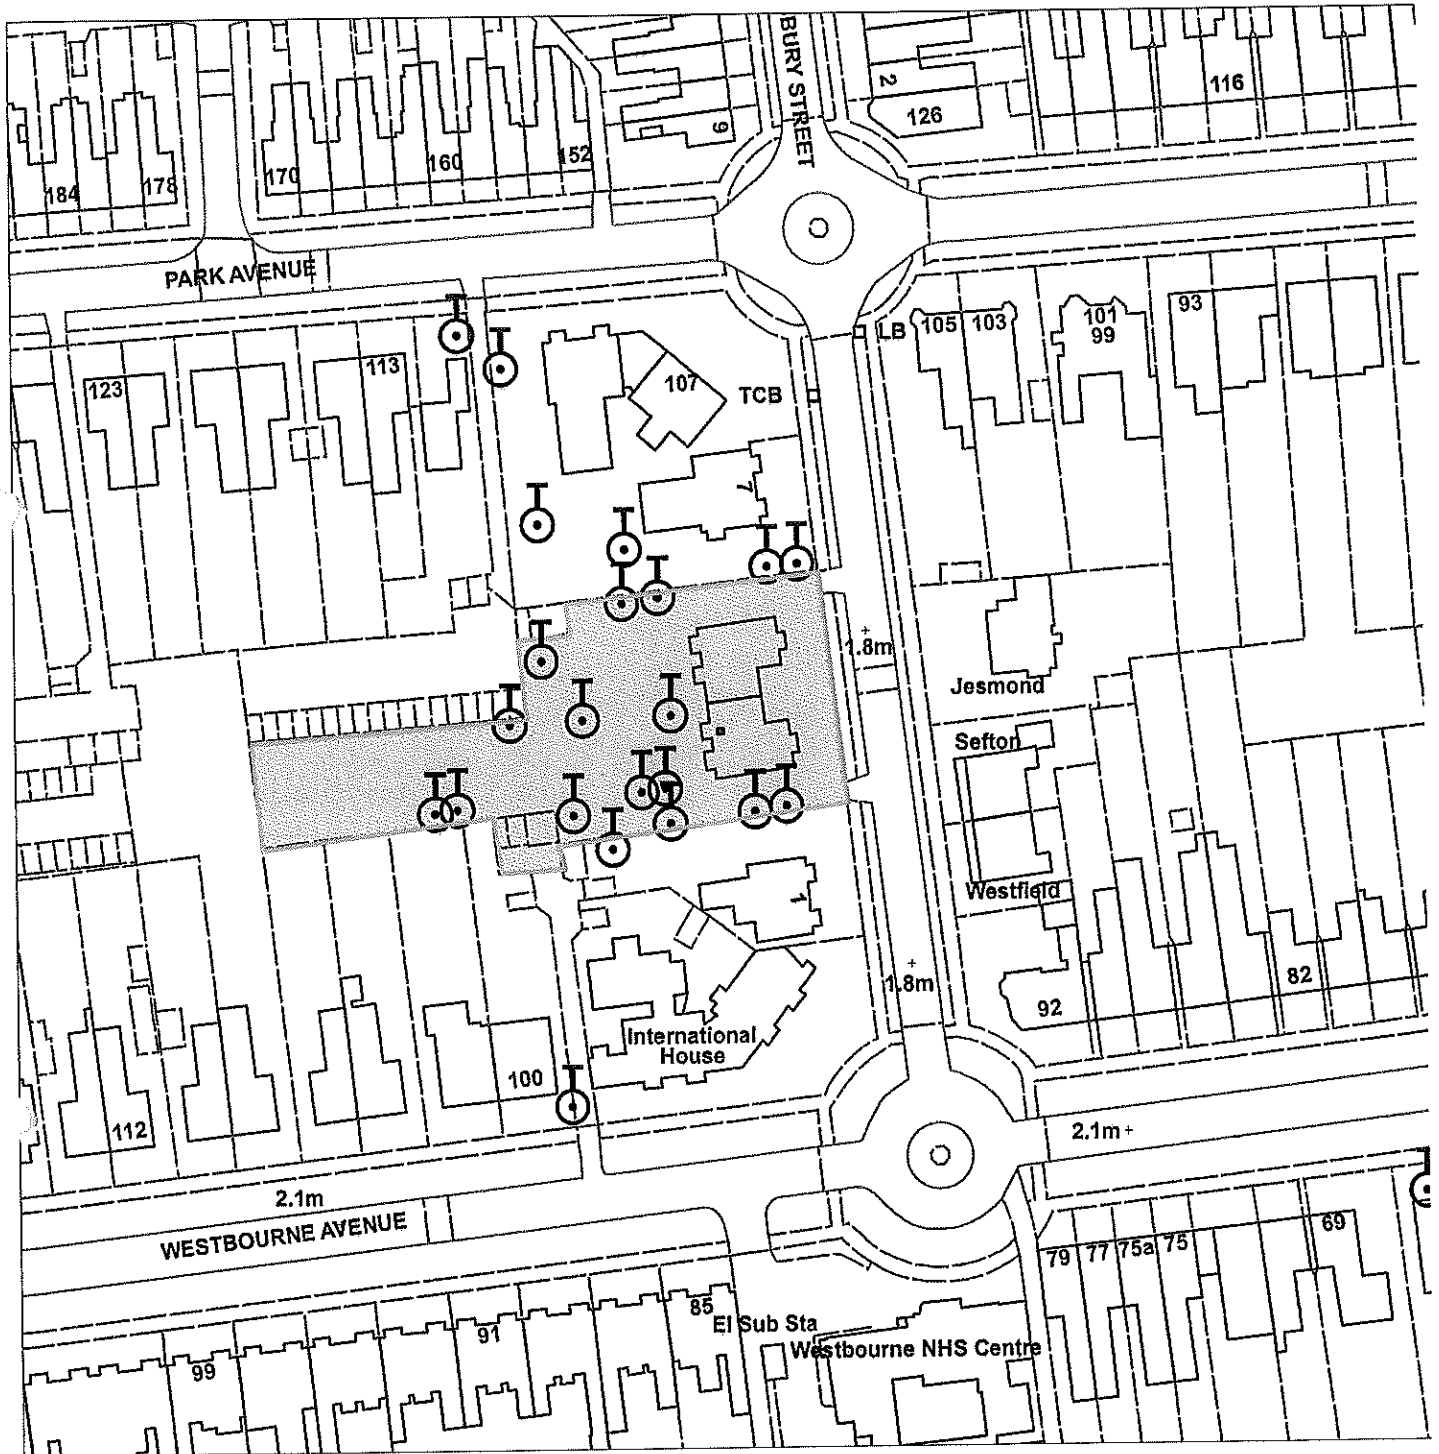 BURY STREET
2
126
116
9
184
178
170
160
152
PARK AVENUE
LB
105
103
101
99
93
123
113
107
TCB
7
1.8m
Jesmond
Sefton
Westfield
1
1.8m
92
82
International
House
100
112
2.1m
2.1m
WESTBOURNE AVENUE
79
77
75a
75
69
85
El Sub Sta
91
Westbourne NHS Centre
99